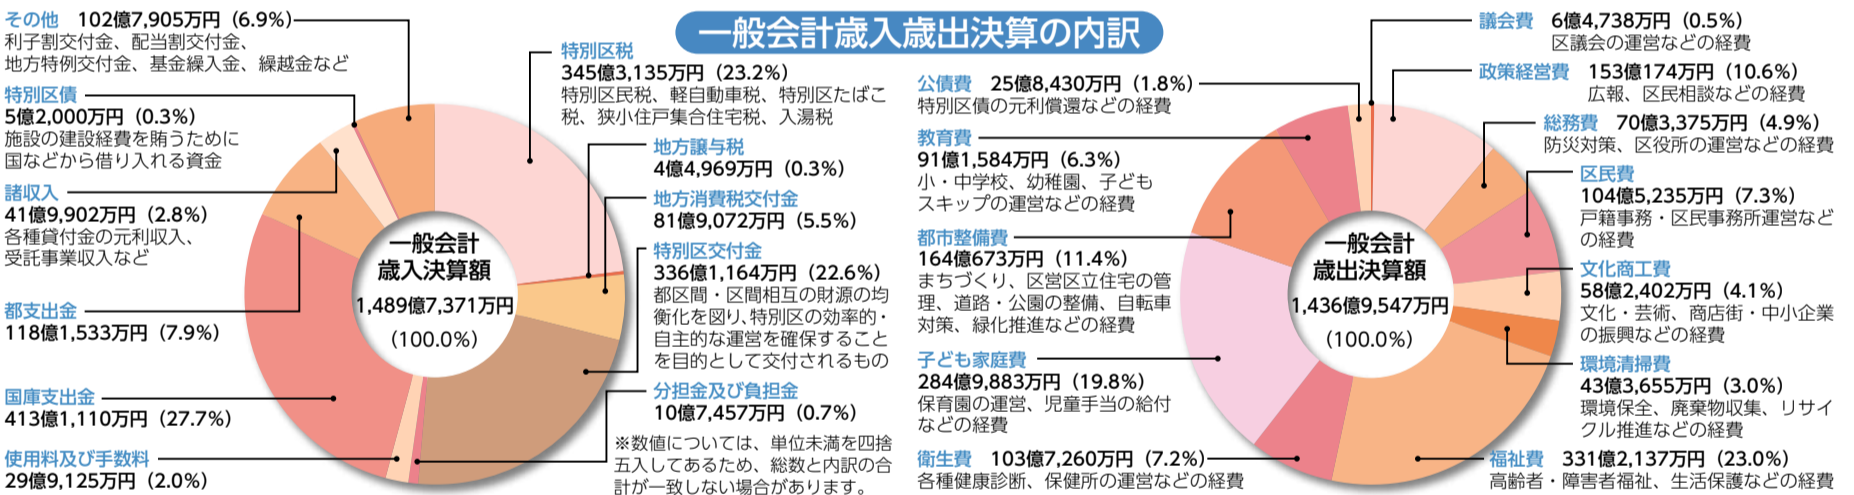 一般会計歳入歳出決算の内訳
その他 102億7,905万円（6.9%）
利子割交付金、配当割交付金、
地方特例交付金、基金繰入金、繰越金など
特別区債
5億2,000万円（0.3%）
施設の建設経費を賄うために
国などから借り入れる資金
諸収入
41億9,902万円（2.8%）
各種貸付金の元利収入、
受託事業収入など
都支出金
118億1,533万円（7.9%）
国庫支出金
413億1,110万円（27.7%）
使用料及び手数料
29億9,125万円（2.0%）
一般会計
歳入決算額
1,489億7,371万円
（100.0%）
特別区税
345億3,135万円（23.2%）
特別区民税、軽自動車税、特別区たばこ
税、狭小住戸集合住宅税、入湯税
地方譲与税
4億4,969万円（0.3%）
地方消費税交付金
81億9,072万円（5.5%）
特別区交付金
336億1,164万円（22.6%）
都区間・区間相互の財源の均
衡化を図り、特別区の効率的・
自主的な運営を確保すること
を目的として交付されるもの
分担金及び負担金
10億7,457万円（0.7%）
※数値については、単位未満を四捨
五入してあるため、総数と内訳の合
計が一致しない場合があります。
公債費 25億8,430万円（1.8%）
特別区債の元利償還などの経費
教育費
91億1,584万円（6.3%）
小・中学校、幼稚園、子ども
スキップの運営などの経費
都市整備費
164億673万円（11.4%）
まちづくり、区営区立住宅の管
理、道路・公園の整備、自転車
対策、緑化推進などの経費
子ども家庭費
284億9,883万円（19.8%）
保育園の運営、児童手当の給付
などの経費
衛生費 103億7,260万円（7.2%）
各種健康診断、保健所の運営などの経費
一般会計
歳出決算額
1,436億9,547万円
（100.0%）
議会費 6億4,738万円（0.5%）
区議会の運営などの経費
政策経営費 153億174万円（10.6%）
広報、区民相談などの経費
総務費 70億3,375万円（4.9%）
防災対策、区役所の運営などの経費
区民費
104億5,235万円（7.3%）
戸籍事務・区民事務所運営など
の経費
文化商工費
58億2,402万円（4.1%）
文化・芸術、商店街・中小企業
の振興などの経費
環境清掃費
43億3,655万円（3.0%）
環境保全、廃棄物収集、リサイ
クル推進などの経費
福祉費 331億2,137万円（23.0%）
高齢者・障害者福祉、生活保護などの経費